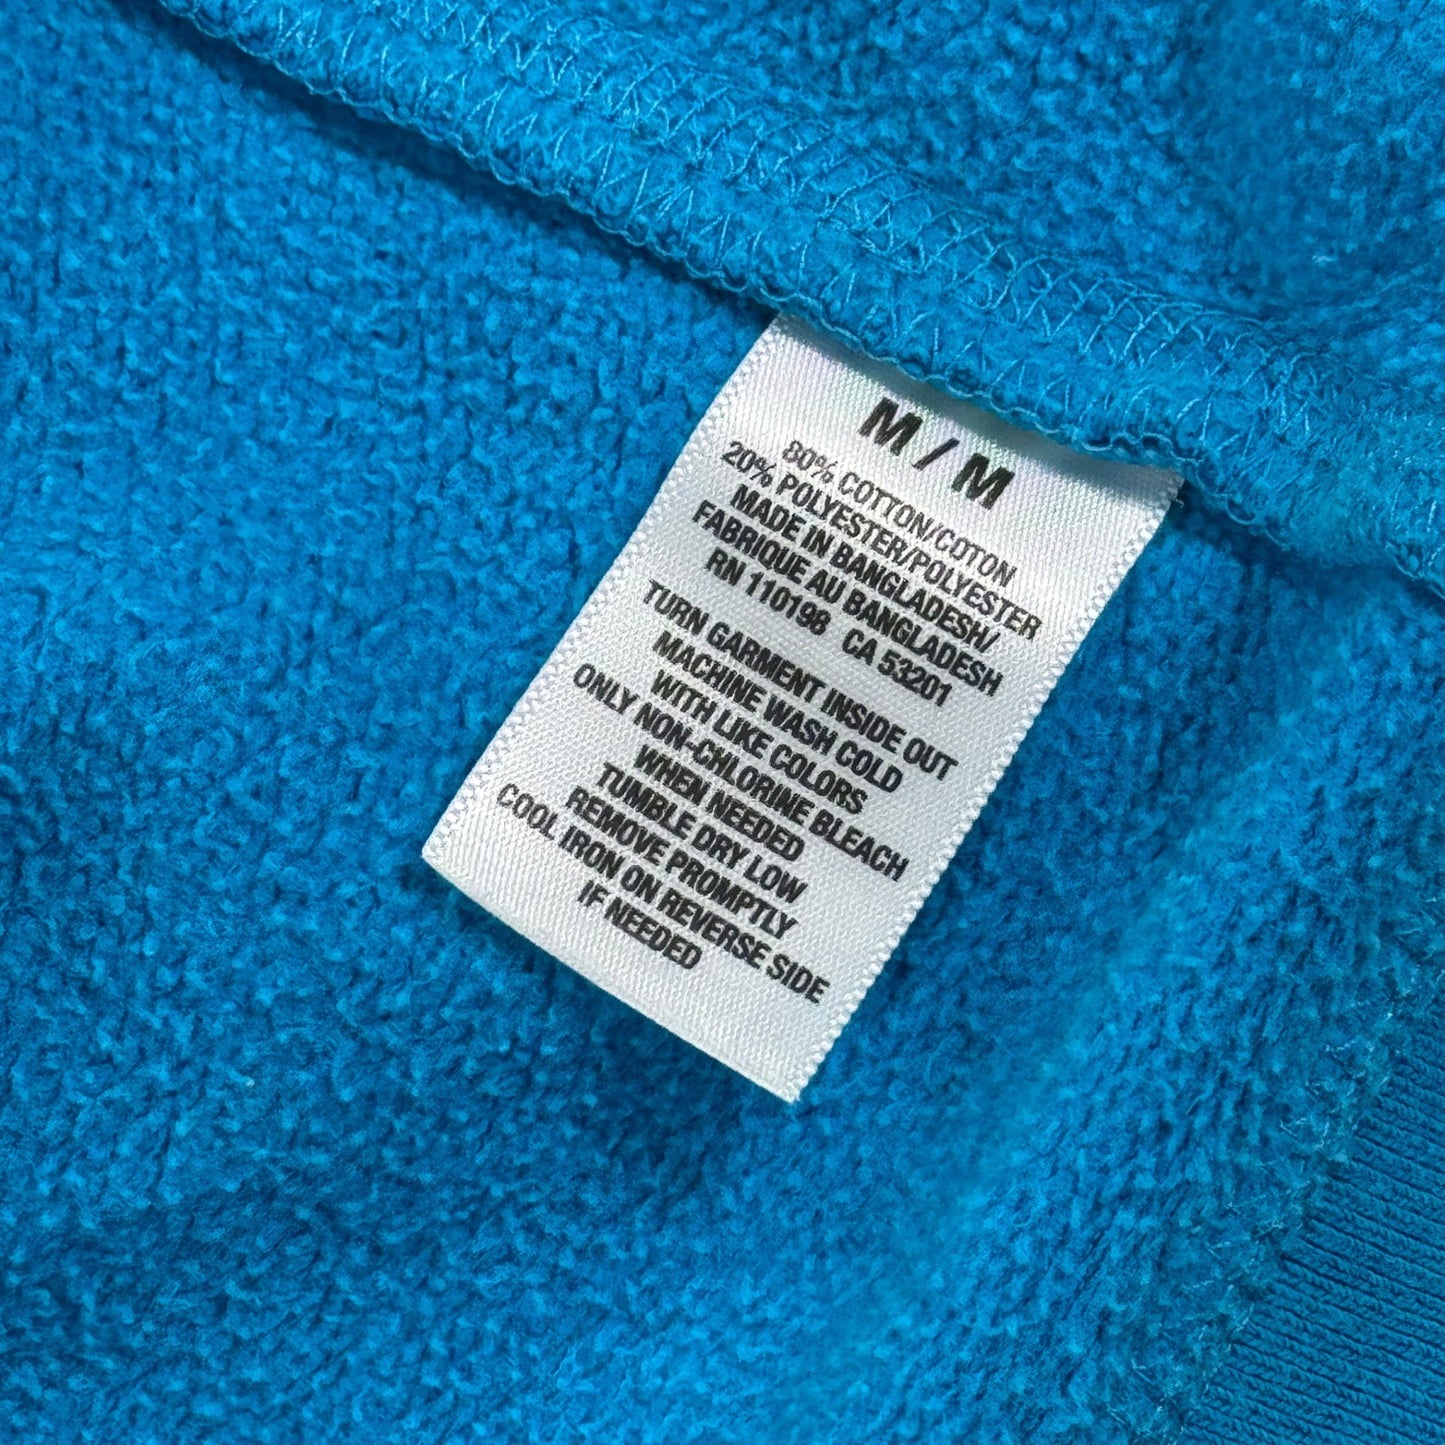 M / M
80% COTTON/COTON
20% POLYESTER/POLYESTER
MADE IN BANGLADESH/
FABRIQUE AU BANGLADESH
RN 110198 CA 53201
TURN GARMENT INSIDE OUT
MACHINE WASH COLD
WITH LIKE COLORS
ONLY NON-CHLORINE BLEACH
WHEN NEEDED
TUMBLE DRY LOW
REMOVE PROMPTLY
COOL IRON ON REVERSE SIDE
IF NEEDED